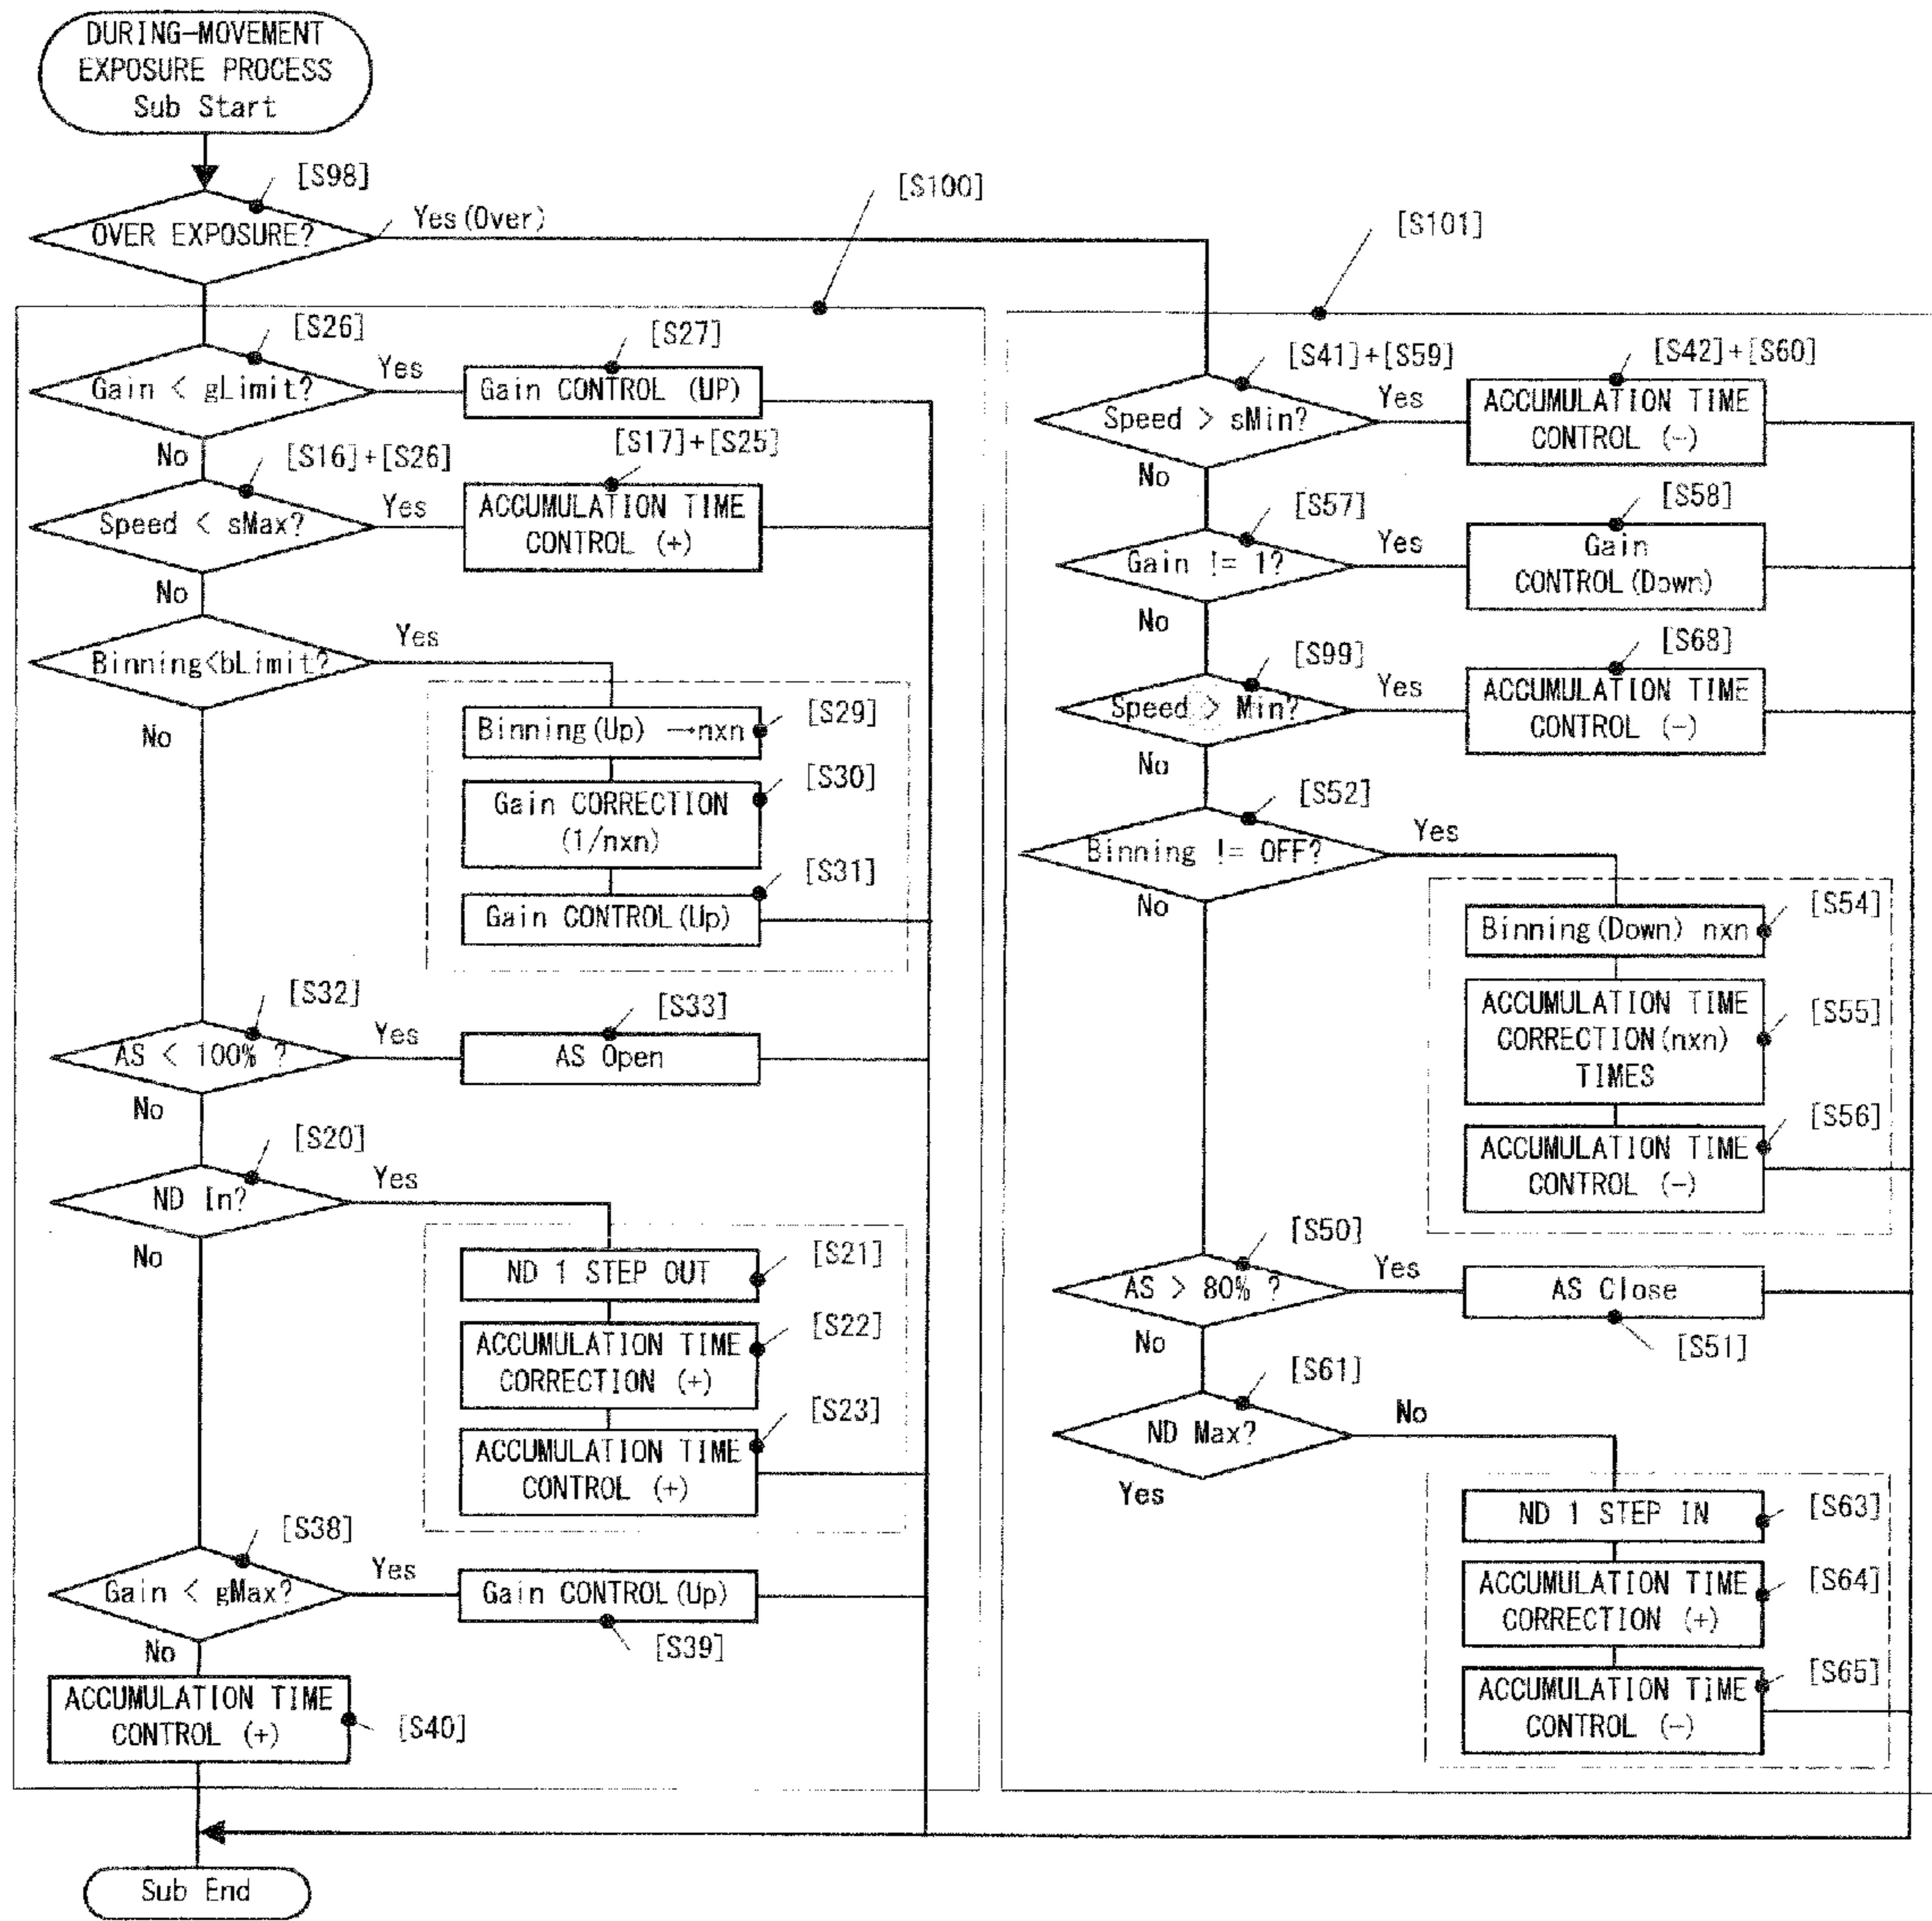 DURING-MOVEMENT
EXPOSURE PROCESS
Sub Start
[S98]
OVER EXPOSURE?
Yes(Over)
[S100]
[S101]
[S26]
Gain < gLimit?
Yes
[S27]
Gain CONTROL (UP)
No
[S16]+[S26]
Speed < sMax?
Yes
[S17]+[S25]
ACCUMULATION TIME
CONTROL (+)
No
Binning<bLimit?
Yes
[S29]
Binning(Up) →nxn
[S30]
Gain CORRECTION
(1/nxn)
[S31]
Gain CONTROL(Up)
No
[S32]
AS < 100% ?
Yes
[S33]
AS Open
No
[S20]
ND In?
Yes
[S21]
ND 1 STEP OUT
[S22]
ACCUMULATION TIME
CORRECTION (+)
[S23]
ACCUMULATION TIME
CONTROL (+)
No
[S38]
Gain < gMax?
Yes
Gain CONTROL(Up)
[S39]
No
ACCUMULATION TIME
CONTROL (+)
[S40]
Sub End
[S41]+[S59]
Speed > sMin?
Yes
[S42]+[S60]
ACCUMULATION TIME
CONTROL (-)
No
[S57]
Gain != 1?
Yes
[S58]
Gain
CONTROL(Down)
No
[S99]
Speed > Min?
Yes
[S68]
ACCUMULATION TIME
CONTROL (-)
No
[S52]
Binning != OFF?
Yes
[S54]
Binning(Down) nxn
[S55]
ACCUMULATION TIME
CORRECTION(nxn)
TIMES
[S56]
ACCUMULATION TIME
CONTROL (-)
No
[S50]
AS > 80% ?
Yes
AS Close
[S51]
No
[S61]
ND Max?
No
[S63]
ND 1 STEP IN
[S64]
ACCUMULATION TIME
CORRECTION (+)
[S65]
ACCUMULATION TIME
CONTROL (-)
Yes